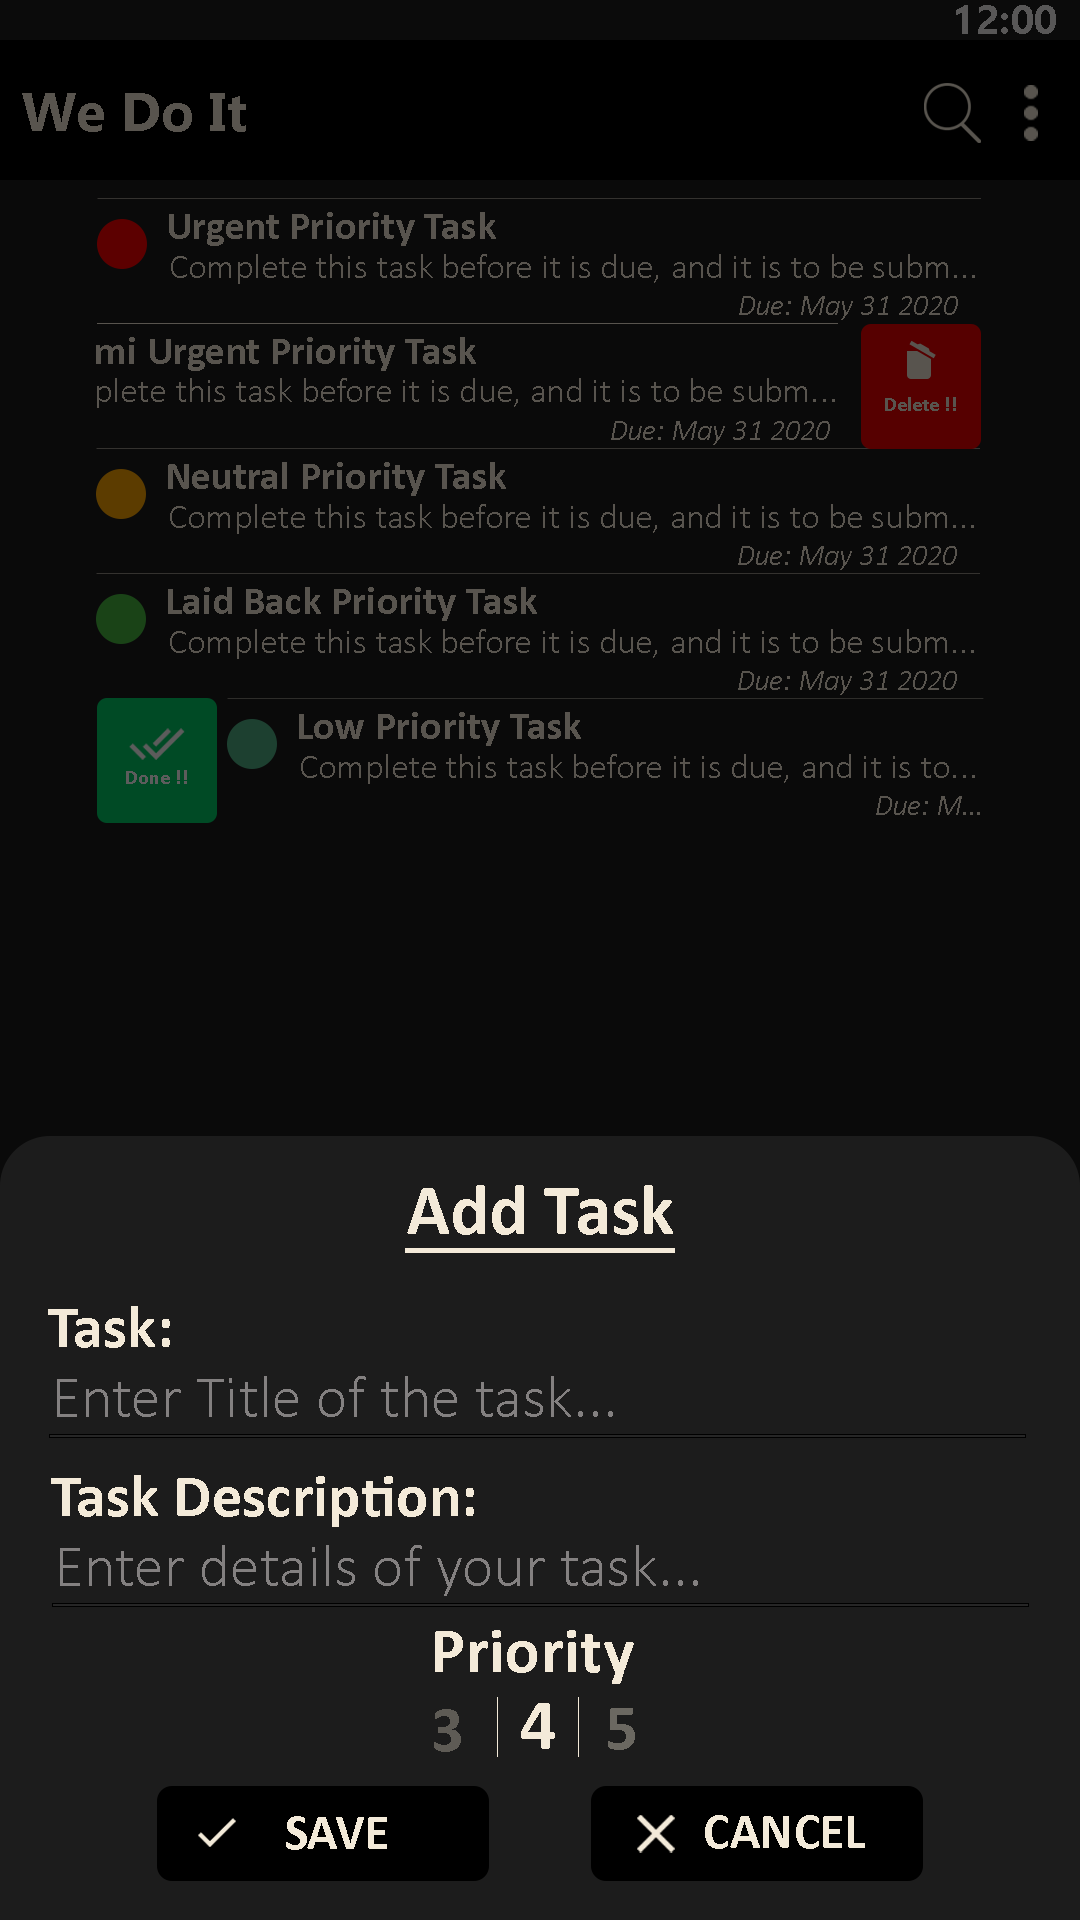 12:00
We Do It
Urgent Priority Task
Complete this task before it is due, and it is to be subm...
Due: May 31 2020
mi Urgent Priority Task
plete this task before it is due, and it is to be subm...
Due: May 31 2020
Delete !!
Neutral Priority Task
Complete this task before it is due, and it is to be subm...
Due: May 31 2020
Laid Back Priority Task
Complete this task before it is due, and it is to be subm...
Due: May 31 2020
Done !!
Low Priority Task
Complete this task before it is due, and it is to...
Due: M...
Add Task
Task:
Enter Title of the task...
Task Description:
Enter details of your task...
Priority
3 | 4 | 5
SAVE
CANCEL